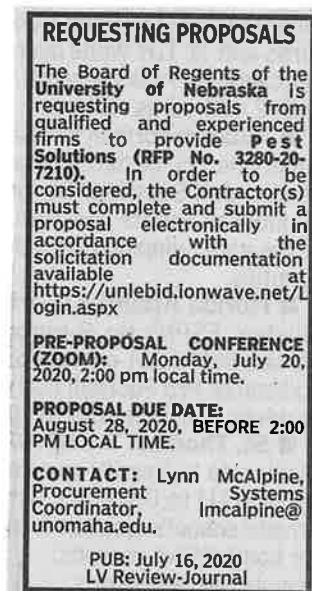 REQUESTING PROPOSALS
The Board of Regents of the
University of Nebraska is
requesting proposals from
qualified and experienced
firms to provide Pest
Solutions (RFP No. 3280-20-
7210). In order to be
considered, the Contractor(s)
must complete and submit a
proposal electronically in
accordance with the
solicitation documentation
available at
https://unlebid.ionwave.net/L
ogin.aspx
PRE-PROPOSAL CONFERENCE
(ZOOM): Monday, July 20,
2020, 2:00 pm local time.
PROPOSAL DUE DATE:
August 28, 2020, BEFORE 2:00
PM LOCAL TIME.
CONTACT: Lynn McAlpine,
Procurement Systems
Coordinator, lmcalpine@
unomaha.edu.
PUB: July 16, 2020
LV Review-Journal